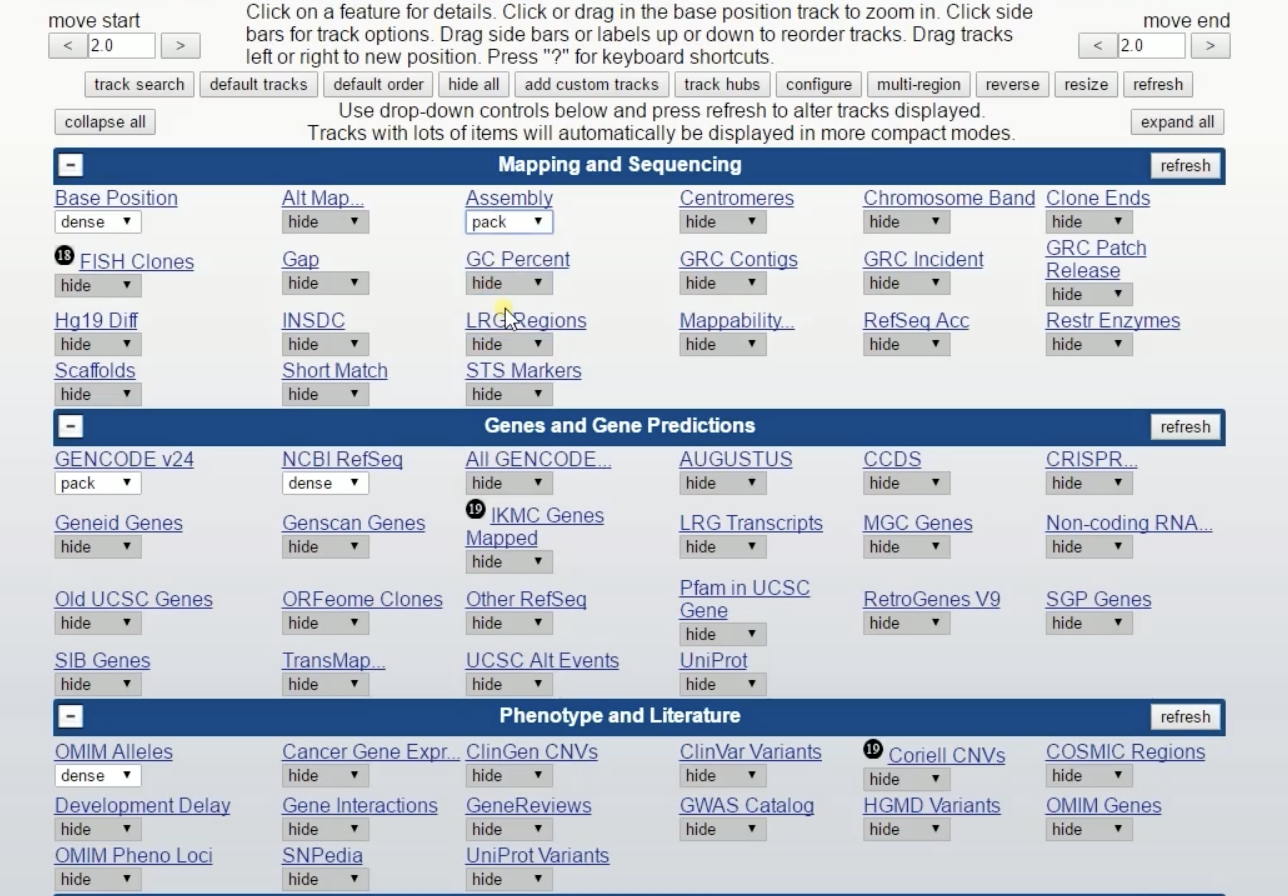 move start
< 2.0 >
Click on a feature for details. Click or drag in the base position track to zoom in. Click side
bars for track options. Drag side bars or labels up or down to reorder tracks. Drag tracks
left or right to new position. Press "?" for keyboard shortcuts.
move end
< 2.0 >
track search default tracks default order hide all add custom tracks track hubs configure multi-region reverse resize refresh
collapse all
Use drop-down controls below and press refresh to alter tracks displayed.
Tracks with lots of items will automatically be displayed in more compact modes.
expand all
- Mapping and Sequencing refresh
Base Position Alt Map... Assembly Centromeres Chromosome Band Clone Ends
dense hide pack hide hide hide
18 FISH Clones Gap GC Percent GRC Contigs GRC Incident GRC Patch
Release
hide hide hide hide hide hide
Hg19 Diff INSDC LRG Regions Mappability... RefSeq Acc Restr Enzymes
hide hide hide hide hide hide
Scaffolds Short Match STS Markers
hide hide hide
- Genes and Gene Predictions refresh
GENCODE v24 NCBI RefSeq All GENCODE... AUGUSTUS CCDS CRISPR...
pack dense hide hide hide hide
Geneid Genes Genscan Genes 19 IKMC Genes
Mapped LRG Transcripts MGC Genes Non-coding RNA...
hide hide hide hide hide hide
Old UCSC Genes ORFeome Clones Other RefSeq Pfam in UCSC
Gene RetroGenes V9 SGP Genes
hide hide hide hide hide hide
SIB Genes TransMap... UCSC Alt Events UniProt
hide hide hide hide
- Phenotype and Literature refresh
OMIM Alleles Cancer Gene Expr... ClinGen CNVs ClinVar Variants 19 Coriell CNVs COSMIC Regions
dense hide hide hide hide hide
Development Delay Gene Interactions GeneReviews GWAS Catalog HGMD Variants OMIM Genes
hide hide hide hide hide hide
OMIM Pheno Loci SNPedia UniProt Variants
hide hide hide